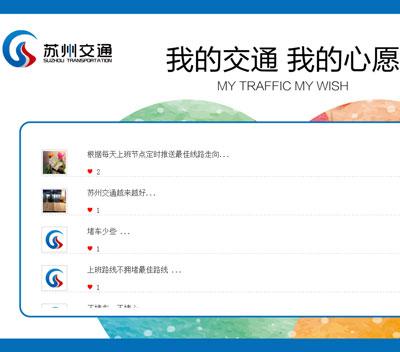 苏州交通
SUZHOU TRANSPORTATION
我的交通 我的心愿
MY TRAFFIC MY WISH
根据每天上班节点定时推送最佳线路走向...
2
苏州交通越来越好...
1
堵车少些 ...
1
上班路线不拥堵最佳路线 ...
1